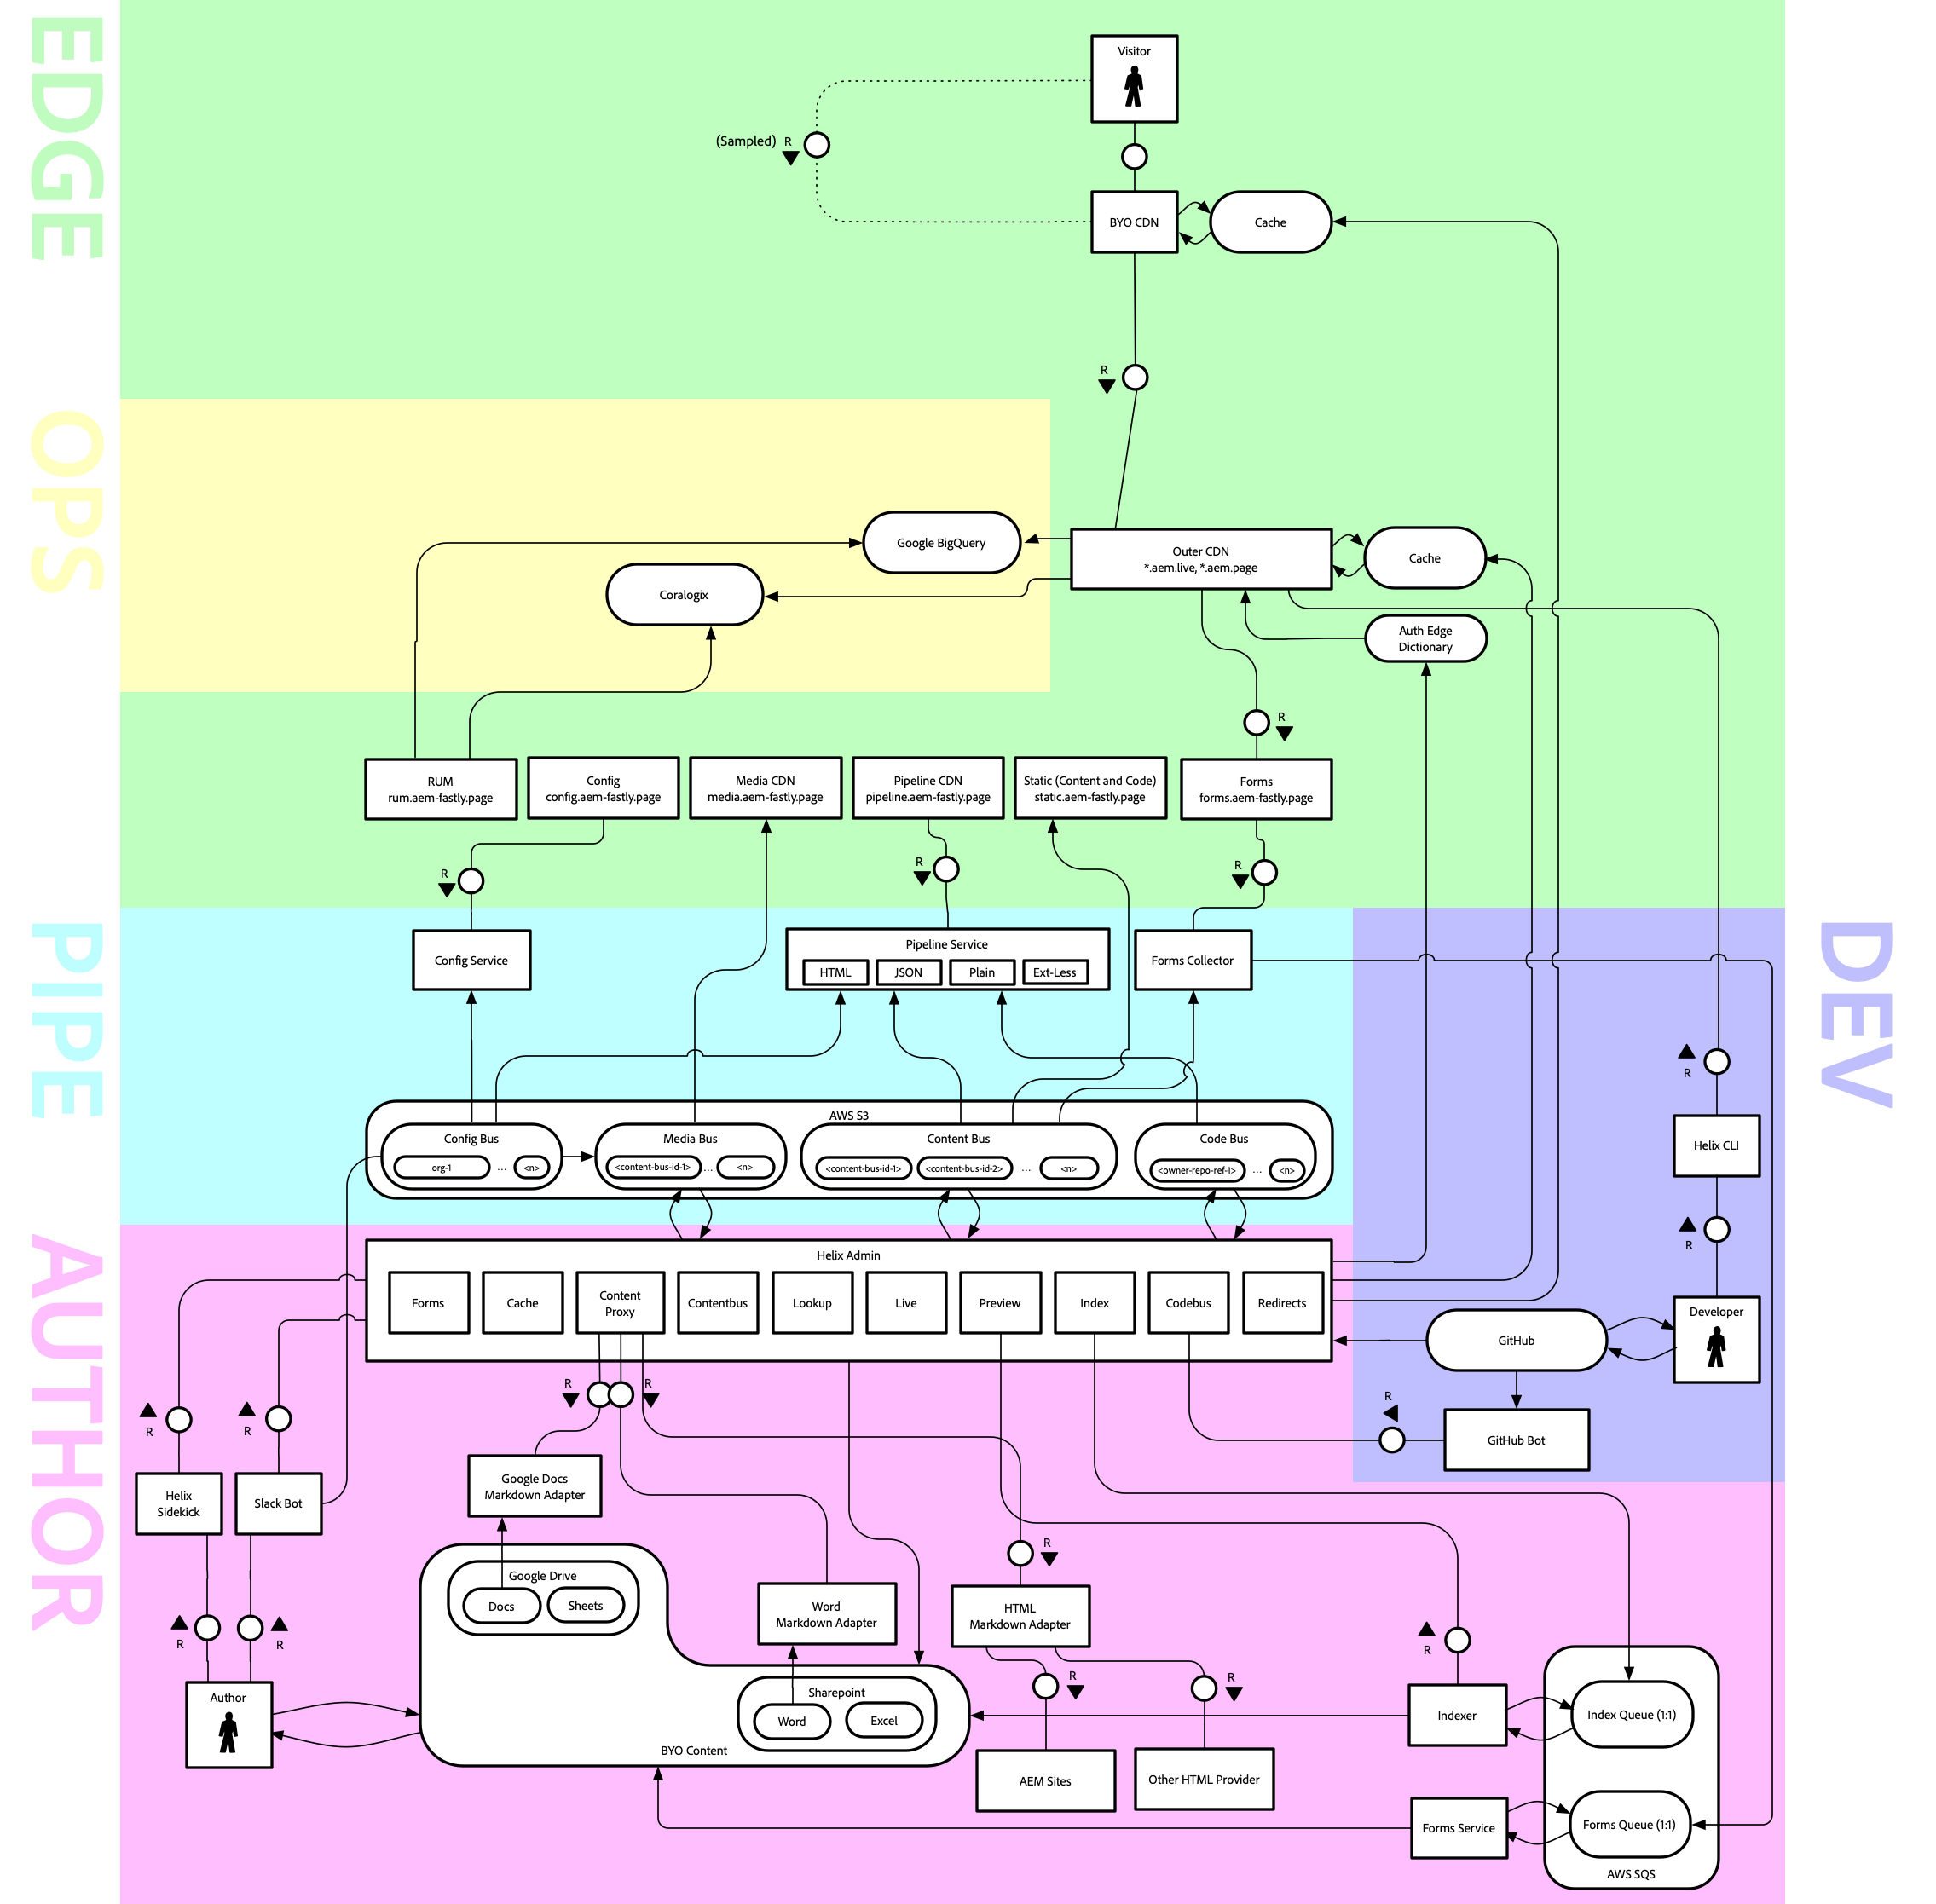 EDGE
OPS
PIPE
AUTHOR
DEV
Visitor
(Sampled)
R
BYO CDN
Cache
R
Google BigQuery
Outer CDN
*.aem.live, *.aem.page
Cache
Coralogix
Auth Edge
Dictionary
R
RUM
rum.aem-fastly.page
Config
config.aem-fastly.page
Media CDN
media.aem-fastly.page
Pipeline CDN
pipeline.aem-fastly.page
Static (Content and Code)
static.aem-fastly.page
Forms
forms.aem-fastly.page
R
R
R
Config Service
Pipeline Service
HTML
JSON
Plain
Ext-Less
Forms Collector
R
AWS S3
Config Bus
org-1
...
<n>
Media Bus
<content-bus-id-1>
...
<n>
Content Bus
<content-bus-id-1>
<content-bus-id-2>
...
<n>
Code Bus
<owner-repo-ref-1>
...
<n>
Helix CLI
R
Helix Admin
Forms
Cache
Content
Proxy
Contentbus
Lookup
Live
Preview
Index
Codebus
Redirects
GitHub
Developer
R
R
R
R
R
GitHub Bot
Helix
Sidekick
Slack Bot
Google Docs
Markdown Adapter
R
Google Drive
Docs
Sheets
Word
Markdown Adapter
HTML
Markdown Adapter
R
R
R
R
R
Author
Sharepoint
Word
Excel
BYO Content
Indexer
Index Queue (1:1)
AEM Sites
Other HTML Provider
Forms Service
Forms Queue (1:1)
AWS SQS